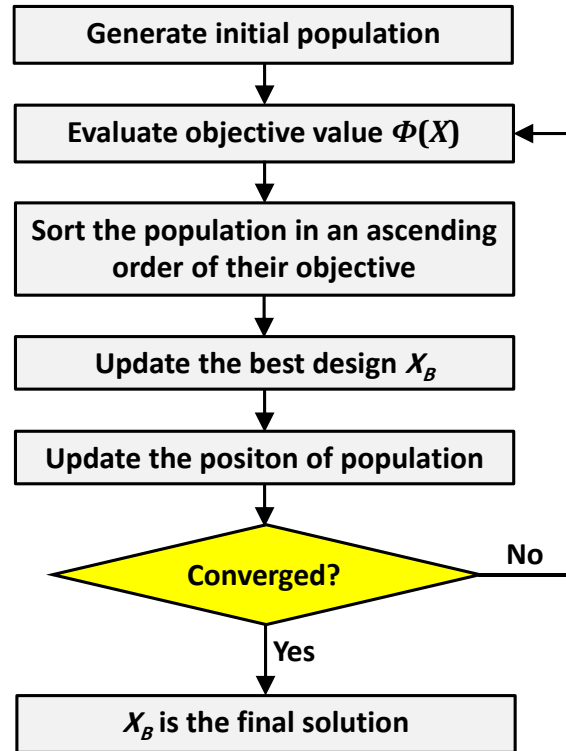 Generate initial population
Evaluate objective value Φ(X)
Sort the population in an ascending
order of their objective
Update the best design X_B
Update the positon of population
Converged?
No
Yes
X_B is the final solution